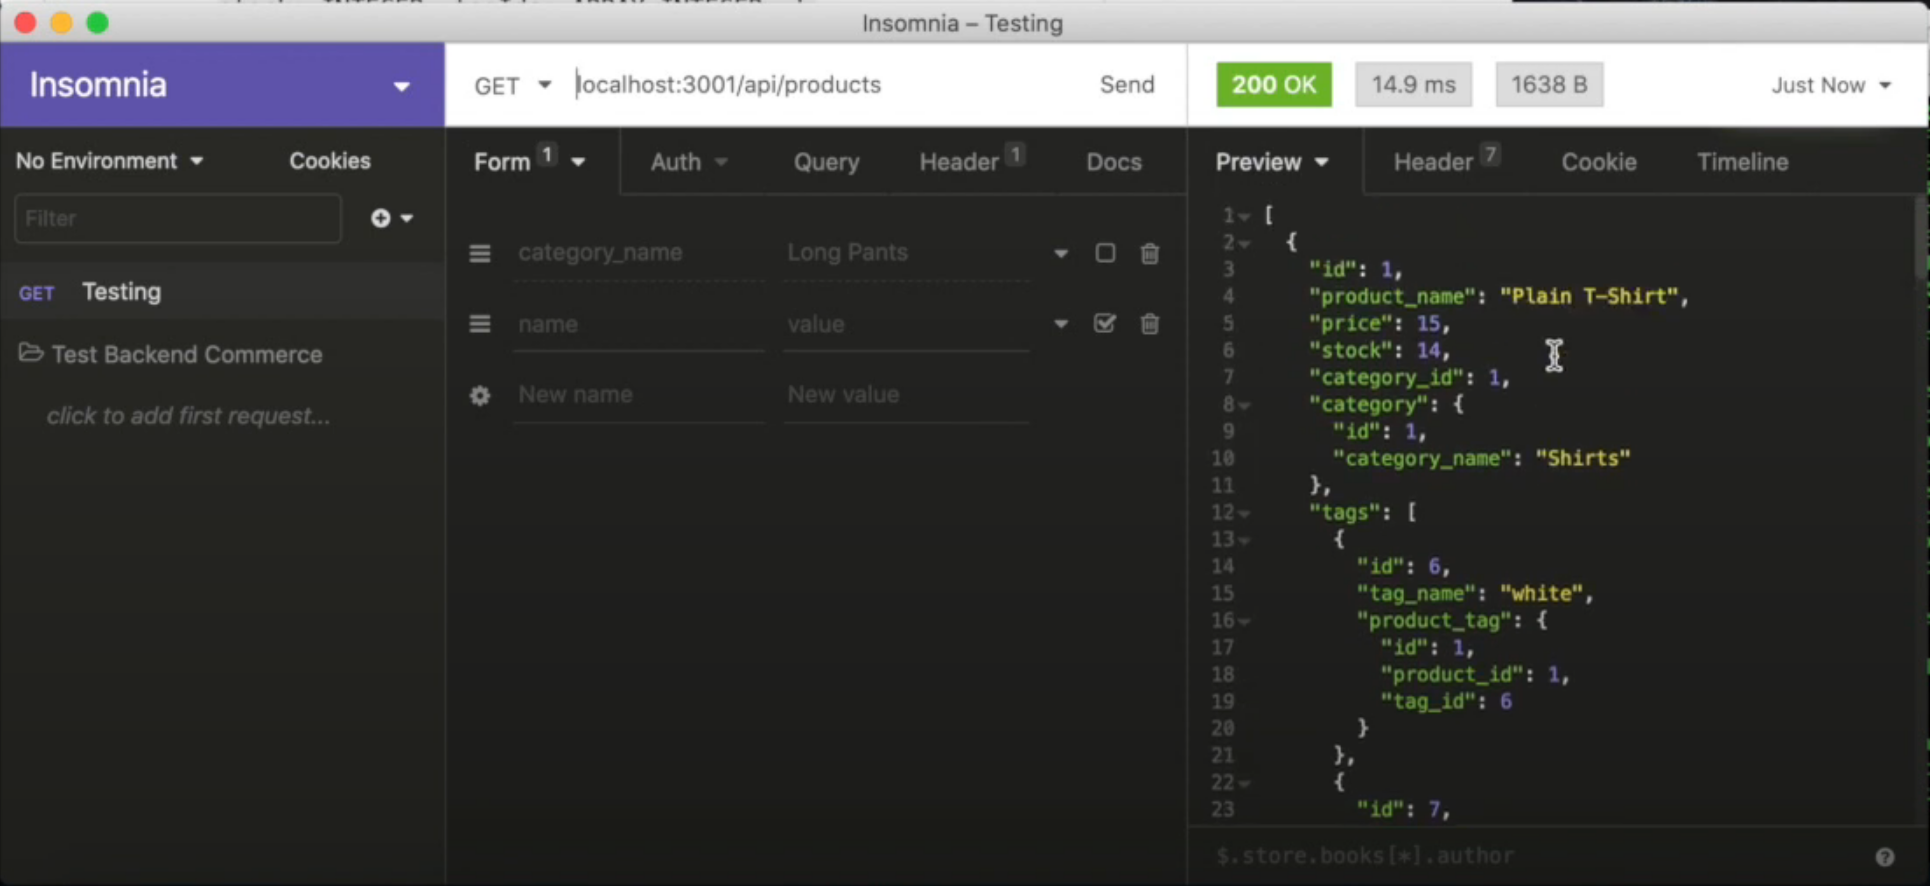 Insomnia – Testing
Insomnia
GET localhost:3001/api/products Send
200 OK 14.9 ms 1638 B Just Now
No Environment Cookies
Filter
GET Testing
Test Backend Commerce
click to add first request...
Form 1 Auth Query Header 1 Docs
category_name Long Pants
name value
New name New value
Preview Header 7 Cookie Timeline
1 [
2 {
3 "id": 1,
4 "product_name": "Plain T-Shirt",
5 "price": 15,
6 "stock": 14,
7 "category_id": 1,
8 "category": {
9 "id": 1,
10 "category_name": "Shirts"
11 },
12 "tags": [
13 {
14 "id": 6,
15 "tag_name": "white",
16 "product_tag": {
17 "id": 1,
18 "product_id": 1,
19 "tag_id": 6
20 }
21 },
22 {
23 "id": 7,
$.store.books[*].author